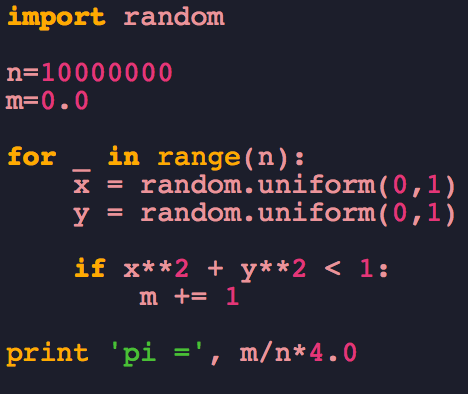 import random
n=10000000
m=0.0
for _ in range(n):
    x = random.uniform(0,1)
    y = random.uniform(0,1)
    if x**2 + y**2 < 1:
        m += 1
print 'pi =', m/n*4.0